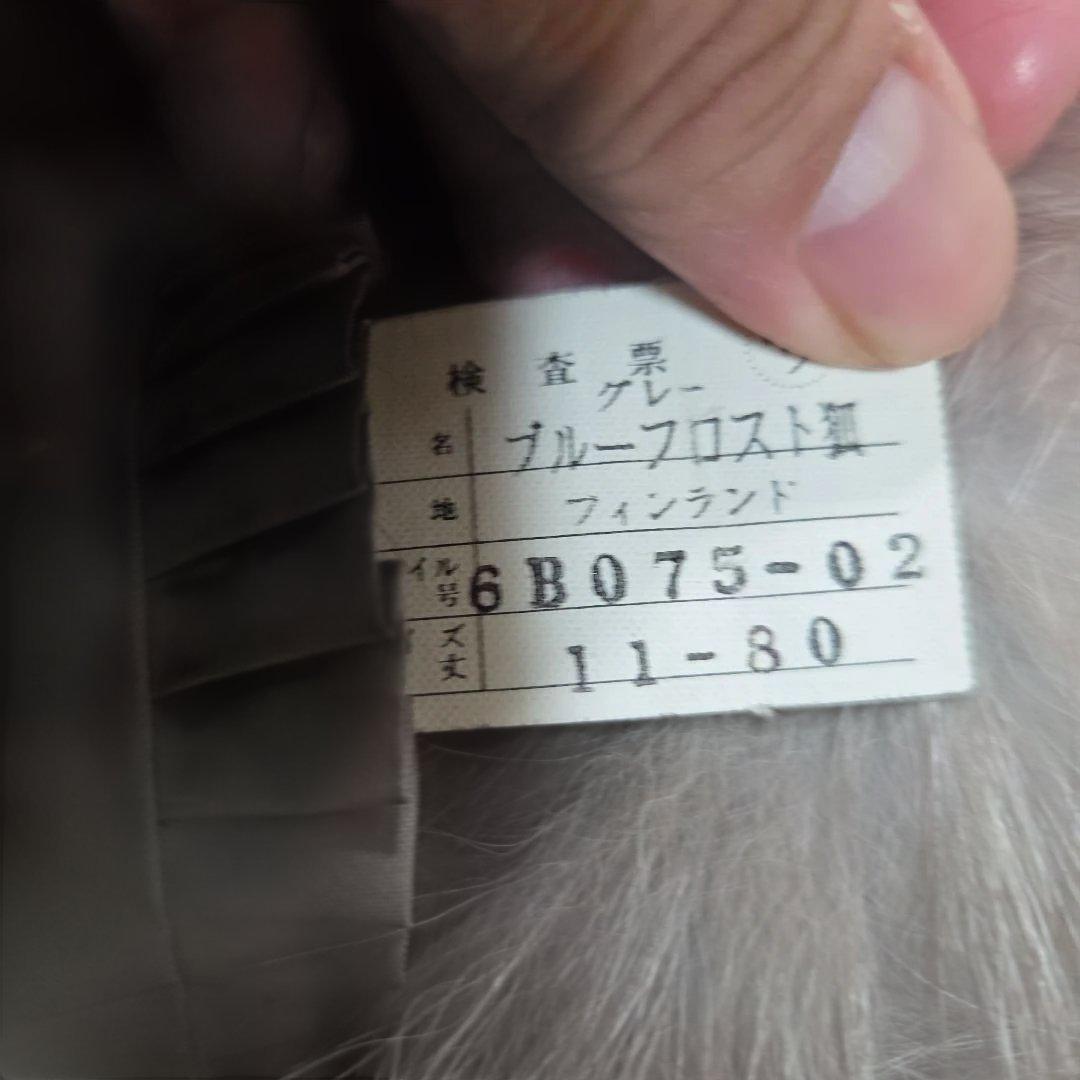 検査票
グレー
名 ブルーフロスト狐
地 フィンランド
イル
号 6B075-02
ズ
丈 11-80